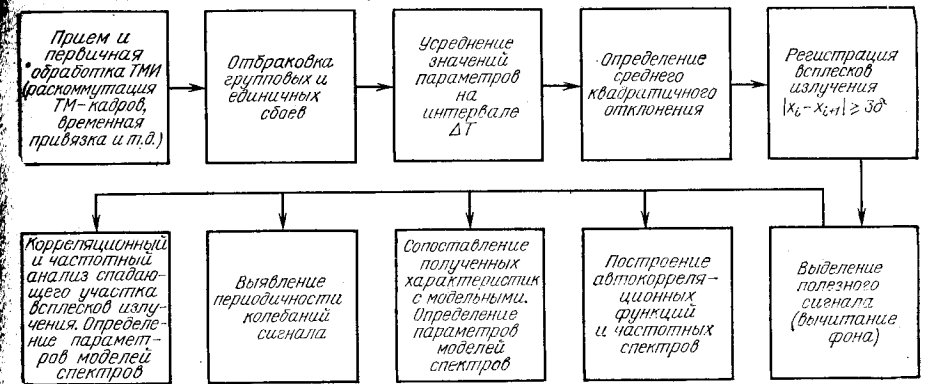 Прием и
первичная
обработка ТМИ
(раскоммутация
ТМ-кадров,
временная
привязка и т.д.)
Отбраковка
групповых и
единичных
сбоев
Усреднение
значений
параметров
на
интервале
ΔT
Определение
среднего
квадратичного
отклонения
Регистрация
всплесков
излучения
|x_i - x_{i+1}| ≥ 3σ
Корреляционный
и частотный
анализ спадаю-
щего участка
всплесков излу-
чения. Определе-
ние парамет-
ров моделей
спектров
Выявление
периодичности
колебаний
сигнала
Сопоставление
полученных
характеристик
с модельными.
Определение
параметров
моделей
спектров
Построение
автокорреля-
ционных
функций
и частотных
спектров
Выделение
полезного
сигнала
(вычитание
фона)